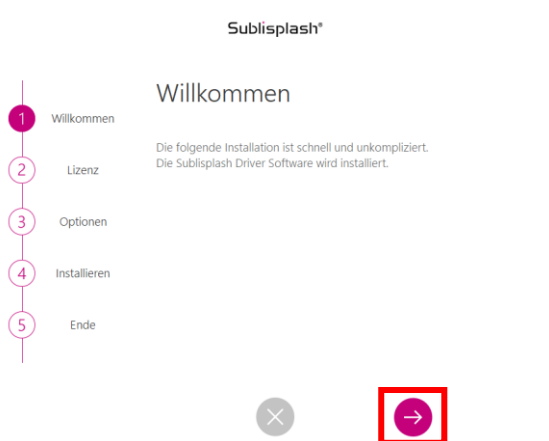 Sublisplash®
Willkommen
1 Willkommen
Die folgende Installation ist schnell und unkompliziert.
Die Sublisplash Driver Software wird installiert.
2 Lizenz
3 Optionen
4 Installieren
5 Ende